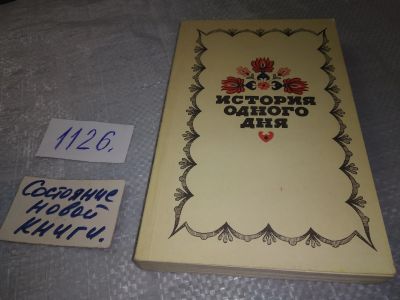 ИСТОРИЯ
ОДНОГО
ДНЯ
1126.
Состояние
новой
книги.